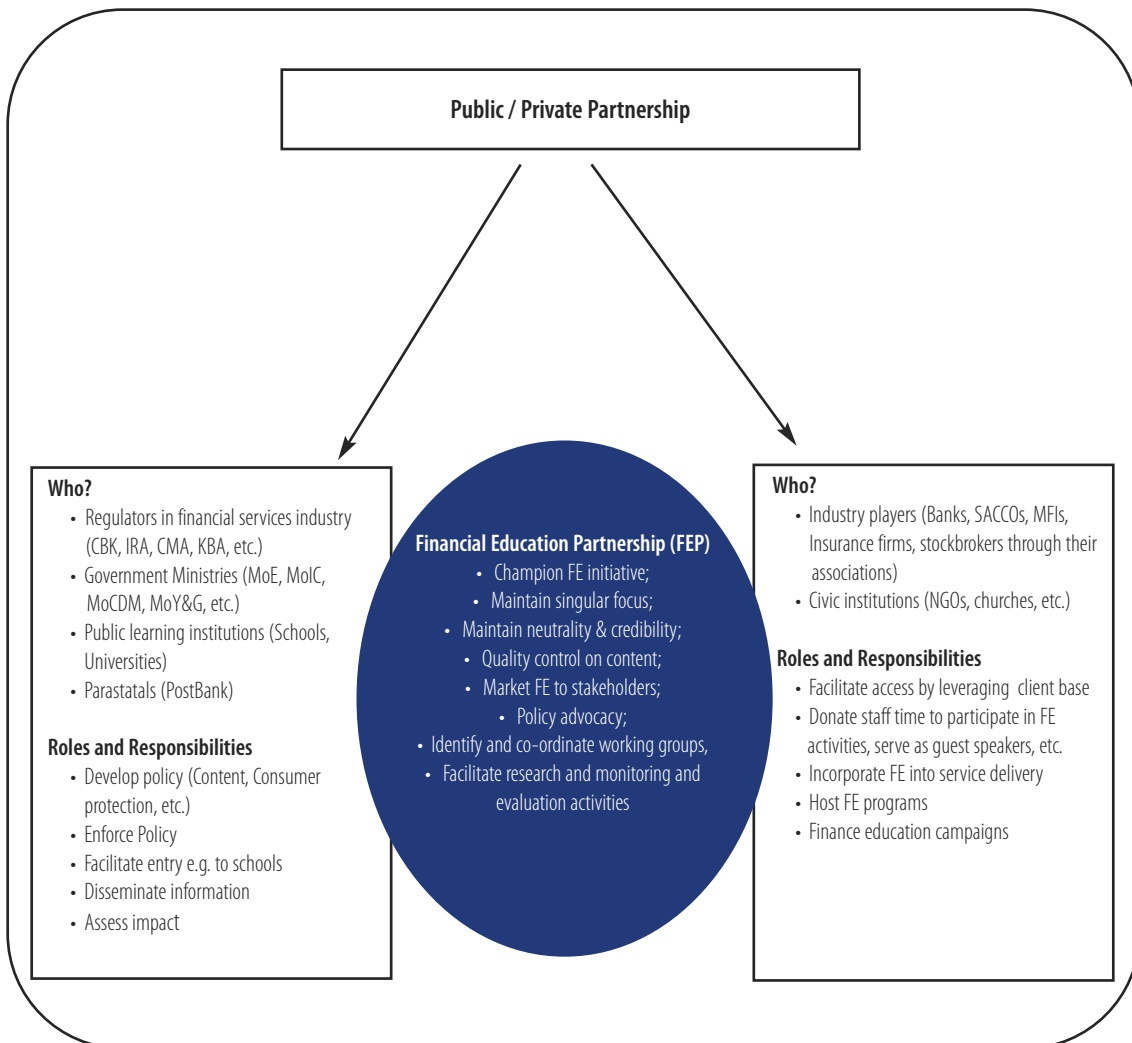 Public / Private Partnership
Who?
• Regulators in financial services industry
(CBK, IRA, CMA, KBA, etc.)
• Government Ministries (MoE, MoIC,
MoCDM, MoY&G, etc.)
• Public learning institutions (Schools,
Universities)
• Parastatals (PostBank)
Roles and Responsibilities
• Develop policy (Content, Consumer
protection, etc.)
• Enforce Policy
• Facilitate entry e.g. to schools
• Disseminate information
• Assess impact
Financial Education Partnership (FEP)
• Champion FE initiative;
• Maintain singular focus;
• Maintain neutrality & credibility;
• Quality control on content;
• Market FE to stakeholders;
• Policy advocacy;
• Identify and co-ordinate working groups,
• Facilitate research and monitoring and
evaluation activities
Who?
• Industry players (Banks, SACCOs, MFIs,
Insurance firms, stockbrokers through their
associations)
• Civic institutions (NGOs, churches, etc.)
Roles and Responsibilities
• Facilitate access by leveraging client base
• Donate staff time to participate in FE
activities, serve as guest speakers, etc.
• Incorporate FE into service delivery
• Host FE programs
• Finance education campaigns